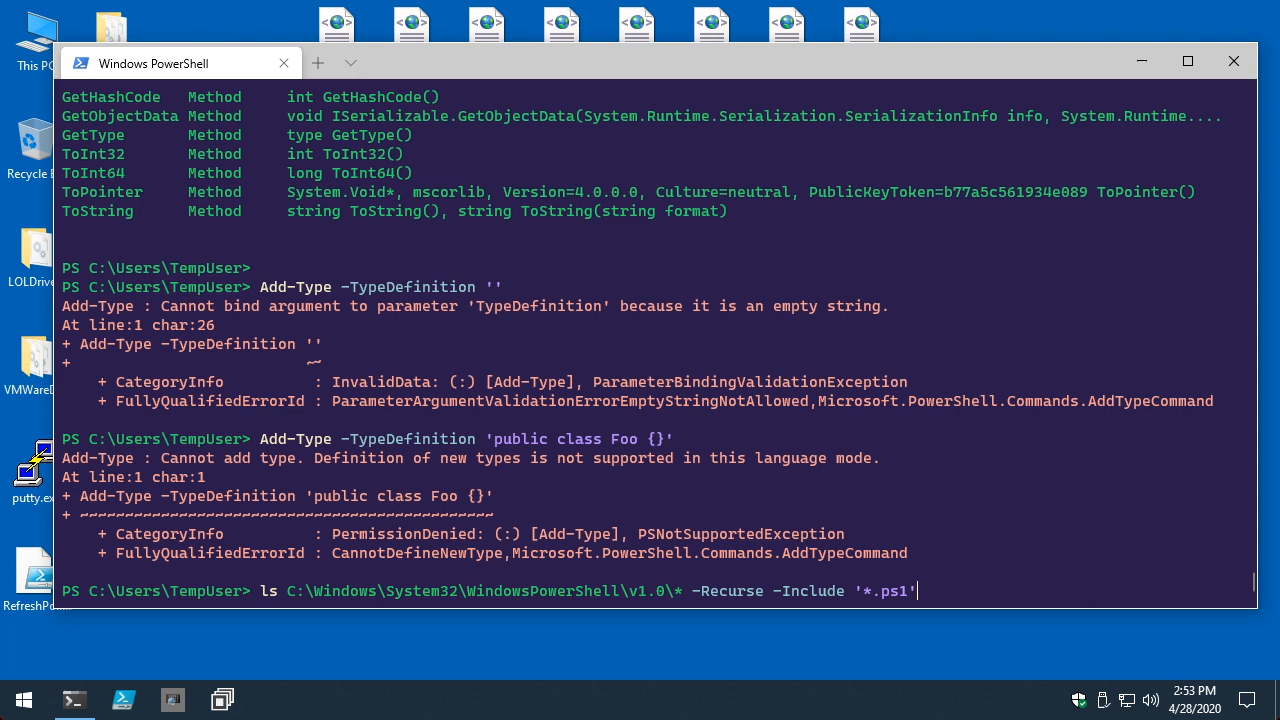 This PC
Windows PowerShell
GetHashCode   Method     int GetHashCode()
GetObjectData Method     void ISerializable.GetObjectData(System.Runtime.Serialization.SerializationInfo info, System.Runtime....
GetType       Method     type GetType()
ToInt32       Method     int ToInt32()
ToInt64       Method     long ToInt64()
ToPointer     Method     System.Void*, mscorlib, Version=4.0.0.0, Culture=neutral, PublicKeyToken=b77a5c561934e089 ToPointer()
ToString      Method     string ToString(), string ToString(string format)
PS C:\Users\TempUser>
PS C:\Users\TempUser> Add-Type -TypeDefinition ''
Add-Type : Cannot bind argument to parameter 'TypeDefinition' because it is an empty string.
At line:1 char:26
+ Add-Type -TypeDefinition ''
+                          ~~
    + CategoryInfo          : InvalidData: (:) [Add-Type], ParameterBindingValidationException
    + FullyQualifiedErrorId : ParameterArgumentValidationErrorEmptyStringNotAllowed,Microsoft.PowerShell.Commands.AddTypeCommand
PS C:\Users\TempUser> Add-Type -TypeDefinition 'public class Foo {}'
Add-Type : Cannot add type. Definition of new types is not supported in this language mode.
At line:1 char:1
+ Add-Type -TypeDefinition 'public class Foo {}'
+ ~~~~~~~~~~~~~~~~~~~~~~~~~~~~~~~~~~~~~~~~~~~~~~
    + CategoryInfo          : PermissionDenied: (:) [Add-Type], PSNotSupportedException
    + FullyQualifiedErrorId : CannotDefineNewType,Microsoft.PowerShell.Commands.AddTypeCommand
PS C:\Users\TempUser> ls C:\Windows\System32\WindowsPowerShell\v1.0\* -Recurse -Include '*.ps1'
Recycle
LOLDrive
VMWareD
putty.ex
RefreshPo...
2:53 PM
4/28/2020